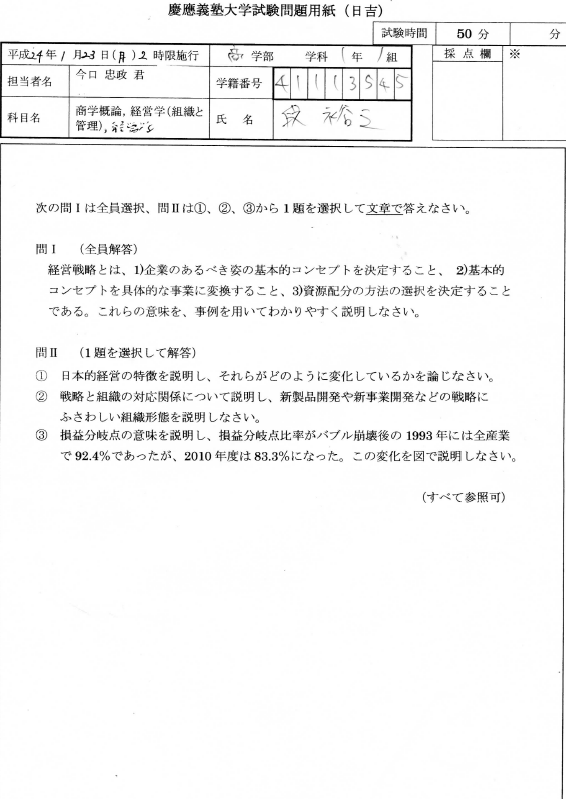 慶應義塾大学試験問題用紙（日吉）
試験時間 50 分 分
平成24年1月23日(月)2時限施行 商学部 学科 1年 1組 採点欄 ※
担当者名 今口 忠政 君 学籍番号 41113545
科目名 商学概論, 経営学(組織と
管理), 氏名
次の問Ⅰは全員選択、問Ⅱは①、②、③から1題を選択して文章で答えなさい。
問Ⅰ （全員解答）
経営戦略とは、1)企業のあるべき姿の基本的コンセプトを決定すること、 2)基本的
コンセプトを具体的な事業に変換すること、3)資源配分の方法の選択を決定すること
である。これらの意味を、事例を用いてわかりやすく説明しなさい。
問Ⅱ （1題を選択して解答）
① 日本的経営の特徴を説明し、それらがどのように変化しているかを論じなさい。
② 戦略と組織の対応関係について説明し、新製品開発や新事業開発などの戦略に
ふさわしい組織形態を説明しなさい。
③ 損益分岐点の意味を説明し、損益分岐点比率がバブル崩壊後の1993年には全産業
で92.4%であったが、2010年度は83.3%になった。この変化を図で説明しなさい。
（すべて参照可）